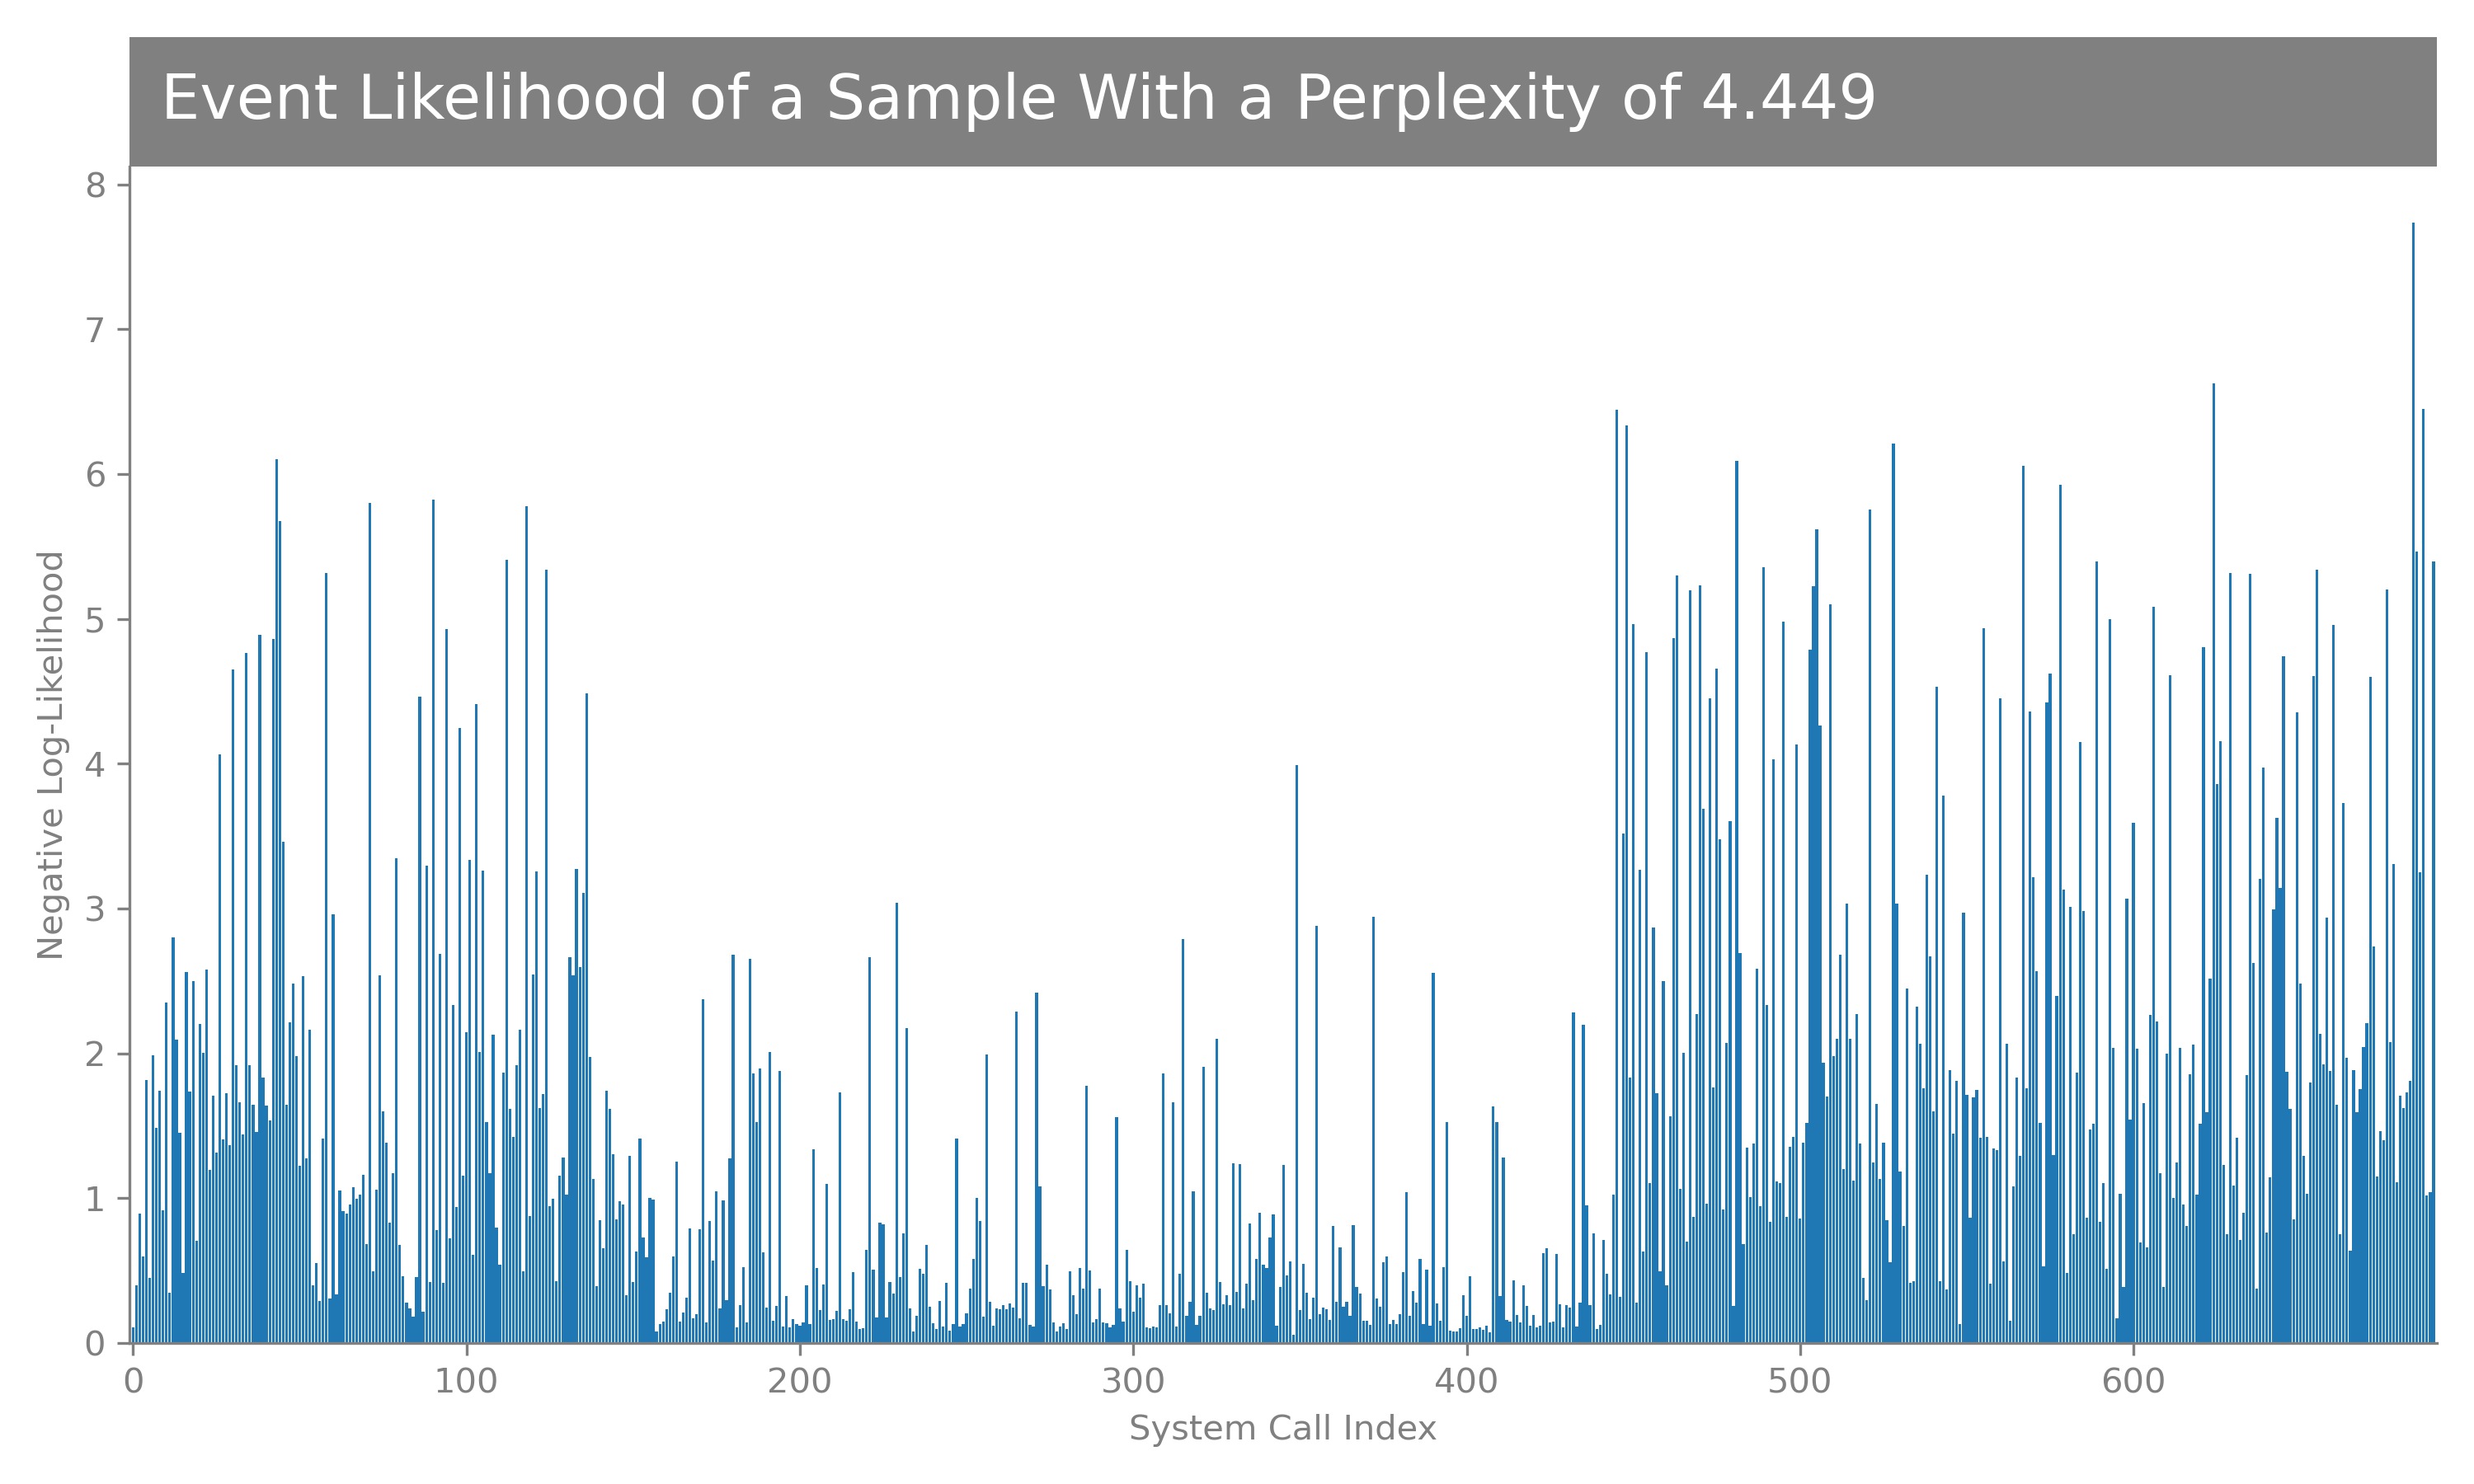 Event Likelihood of a Sample With a Perplexity of 4.449
8
7
6
5
4
3
2
1
0
Negative Log-Likelihood
0 100 200 300 400 500 600
System Call Index